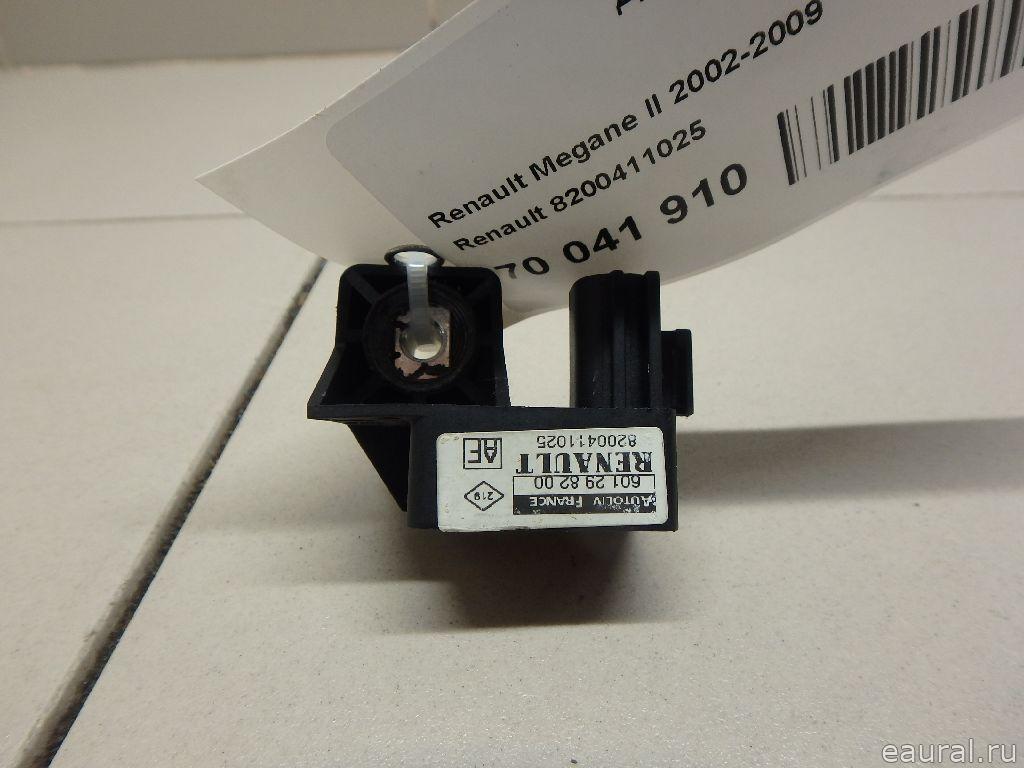 Renault Megane II 2002-2009
Renault 8200411025
70 041 910
AUTOLIV FRANCE
601 29 82 00
219
RENAULT
8200411025
AE
eaural.ru